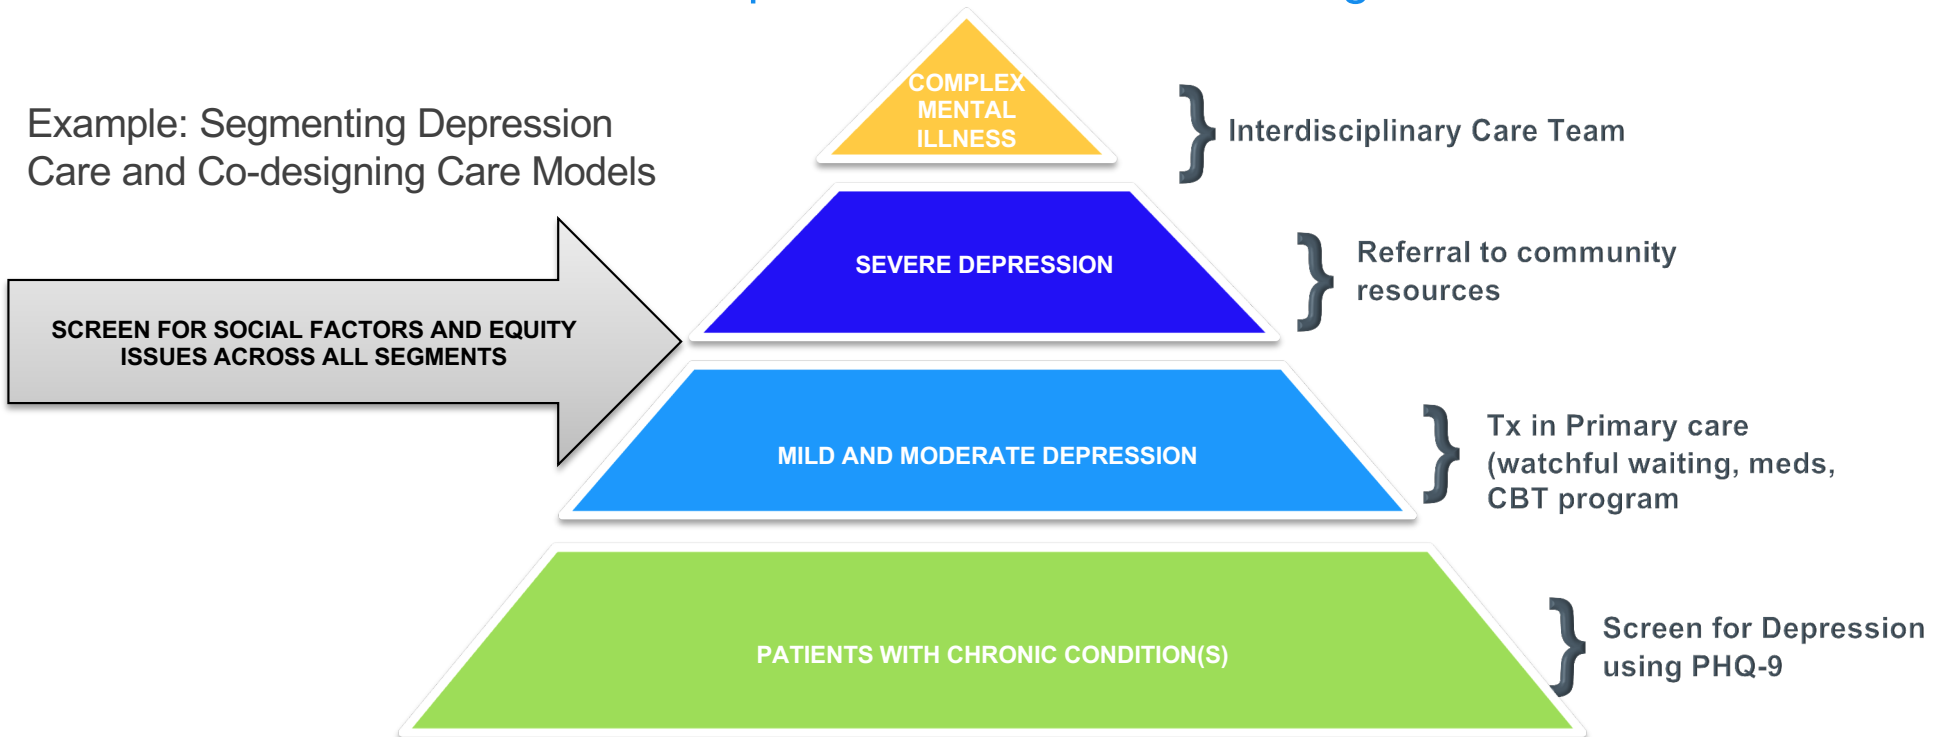 Example: Segmenting Depression
Care and Co-designing Care Models
SCREEN FOR SOCIAL FACTORS AND EQUITY
ISSUES ACROSS ALL SEGMENTS
COMPLEX
MENTAL
ILLNESS
Interdisciplinary Care Team
SEVERE DEPRESSION
Referral to community
resources
MILD AND MODERATE DEPRESSION
Tx in Primary care
(watchful waiting, meds,
CBT program
PATIENTS WITH CHRONIC CONDITION(S)
Screen for Depression
using PHQ-9